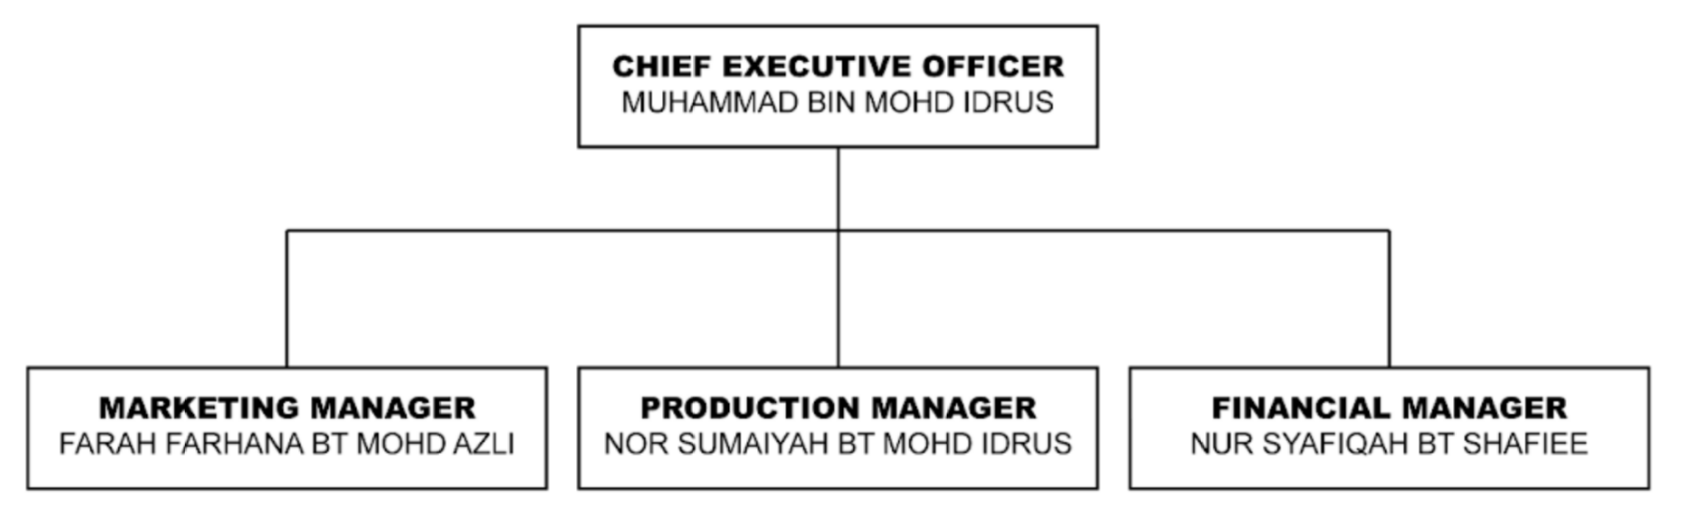 CHIEF EXECUTIVE OFFICER
MUHAMMAD BIN MOHD IDRUS
MARKETING MANAGER
FARAH FARHANA BT MOHD AZLI
PRODUCTION MANAGER
NOR SUMAIYAH BT MOHD IDRUS
FINANCIAL MANAGER
NUR SYAFIQAH BT SHAFIEE